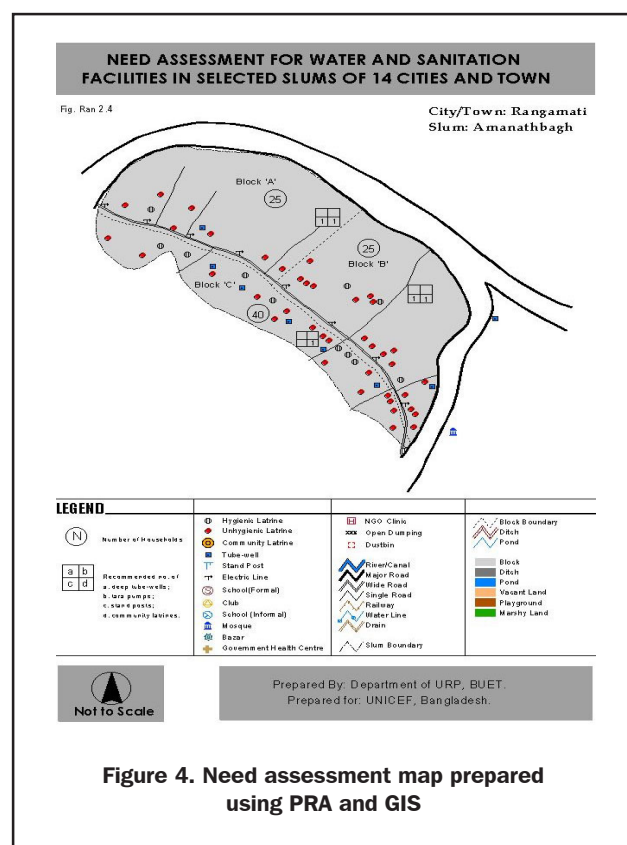 NEED ASSESSMENT FOR WATER AND SANITATION
FACILITIES IN SELECTED SLUMS OF 14 CITIES AND TOWN
Fig. Ran 2.4
City/Town: Rangamati
Slum: Amanathbagh
Block 'A'
25
1 1
25
Block 'B'
1 1
Block 'C'
40
1
LEGEND
N
Number of Households
a b
c d
Recommended no. of
a. deep tube-wells;
b. tara pumps;
c. stand posts;
d. community latrines;
Hygienic Latrine
Unhygienic Latrine
Community Latrine
Tube-well
Stand Post
Electric Line
School(Formal)
Club
School (Informal)
Mosque
Bazar
Government Health Centre
H NGO Clinic
xxx Open Dumping
Dustbin
River/Canal
Major Road
Wide Road
Single Road
Railway
Water Line
Drain
Slum Boundary
Block Boundary
Ditch
Pond
Block
Ditch
Pond
Vacant Land
Playground
Marshy Land
Not to Scale
Prepared By: Department of URP, BUET.
Prepared for: UNICEF, Bangladesh.
Figure 4. Need assessment map prepared
using PRA and GIS